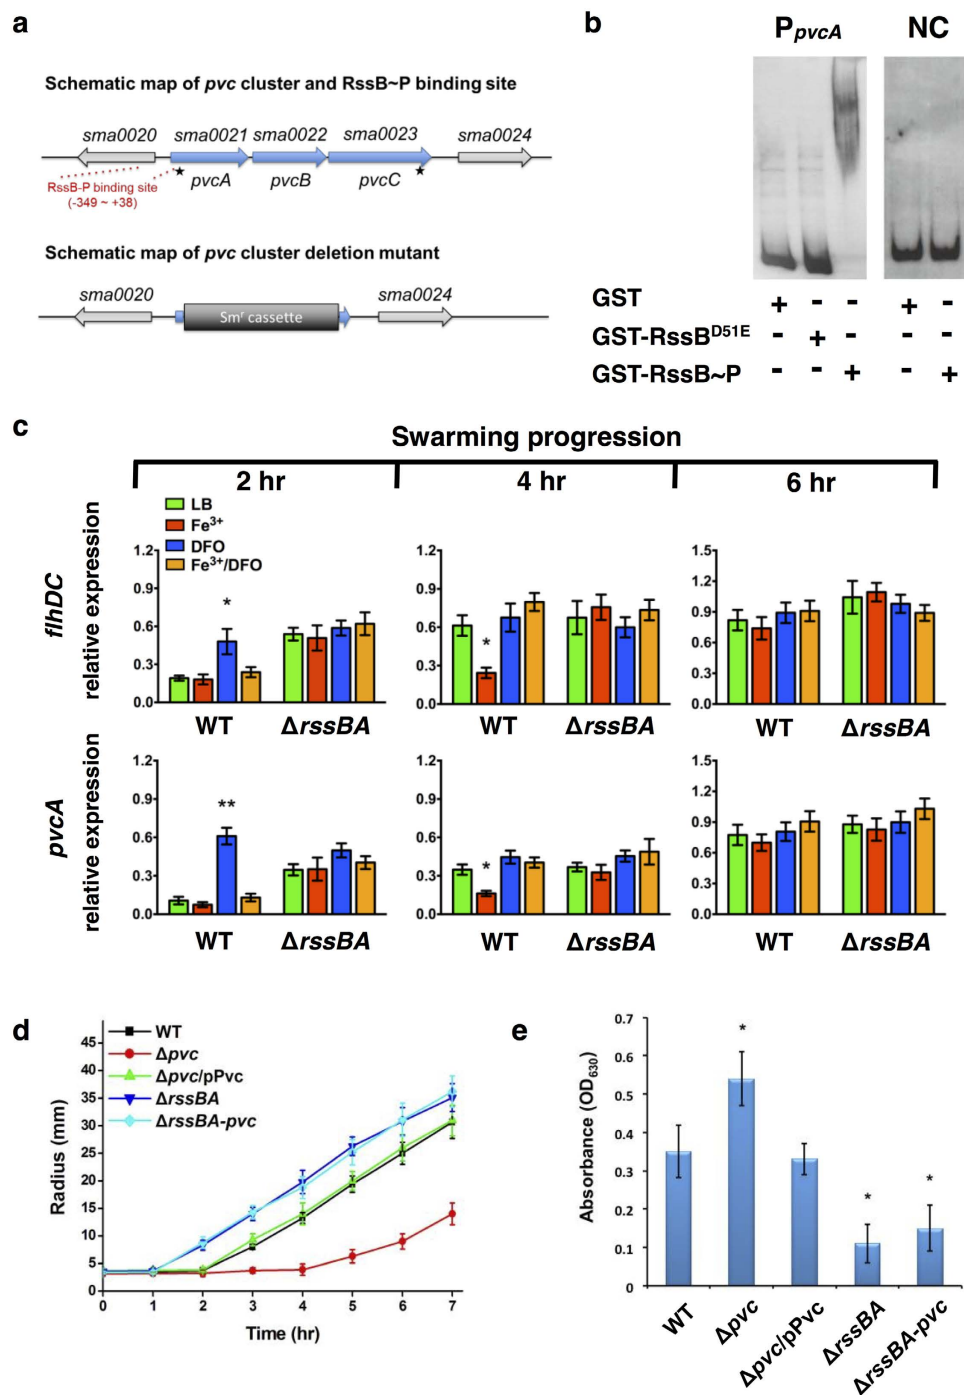 a
Schematic map of pvc cluster and RssB~P binding site
sma0020 sma0021 sma0022 sma0023 sma0024
RssB-P binding site
(-349 ~ +38)
★ pvcA pvcB pvcC ★
Schematic map of pvc cluster deletion mutant
sma0020 sma0024
Smʳ cassette
b
PpvcA NC
GST + - - + -
GST-RssBᴰ⁵¹ᴱ - + - - -
GST-RssB~P - - + - +
c
Swarming progression
2 hr 4 hr 6 hr
LB
Fe³⁺
DFO
Fe³⁺/DFO
flhDC
relative expression
1.2
0.9
0.6
0.3
0.0
*
WT ΔrssBA
1.2
0.9
0.6
0.3
0.0
*
WT ΔrssBA
1.5
1.2
0.9
0.6
0.3
0.0
WT ΔrssBA
pvcA
relative expression
1.2
0.9
0.6
0.3
0.0
**
WT ΔrssBA
1.2
0.9
0.6
0.3
0.0
*
WT ΔrssBA
1.5
1.2
0.9
0.6
0.3
0.0
WT ΔrssBA
d
WT
Δpvc
Δpvc/pPvc
ΔrssBA
ΔrssBA-pvc
Radius (mm)
45
40
35
30
25
20
15
10
5
0
0 1 2 3 4 5 6 7
Time (hr)
e
Absorbance (OD₆₃₀)
0.7
0.6
0.5
0.4
0.3
0.2
0.1
0
* * *
WT Δpvc Δpvc/pPvc ΔrssBA ΔrssBA-pvc